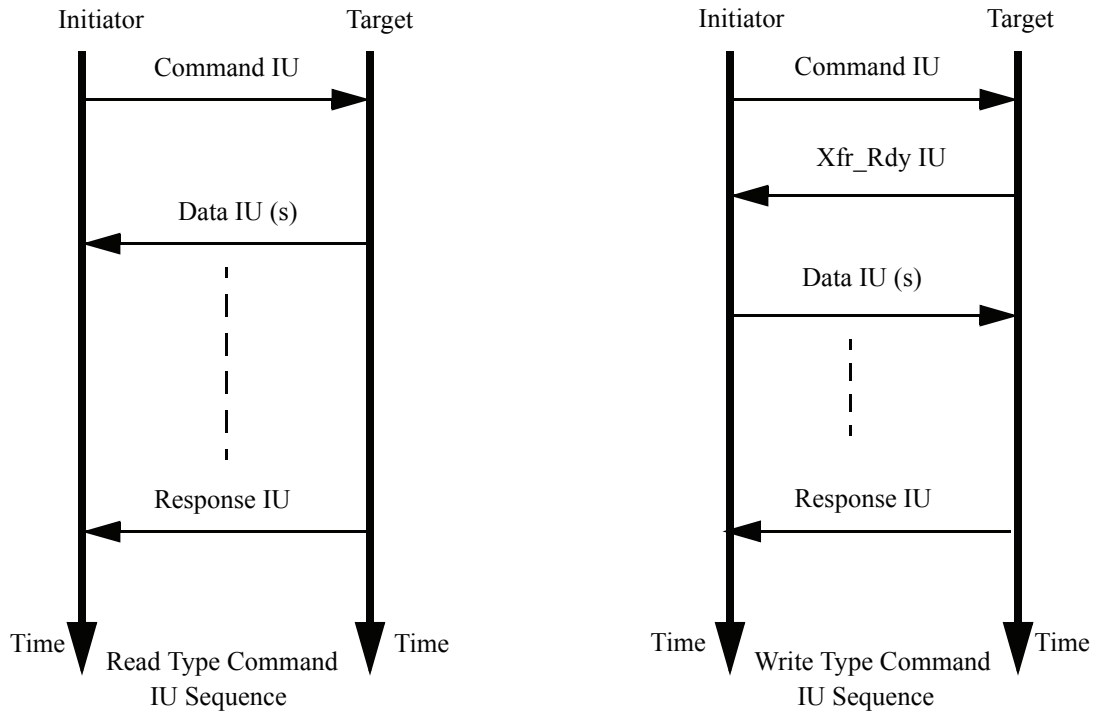 Initiator
Target
Command IU
Data IU (s)
Response IU
Time
Time
Read Type Command
IU Sequence
Initiator
Target
Command IU
Xfr_Rdy IU
Data IU (s)
Response IU
Time
Time
Write Type Command
IU Sequence